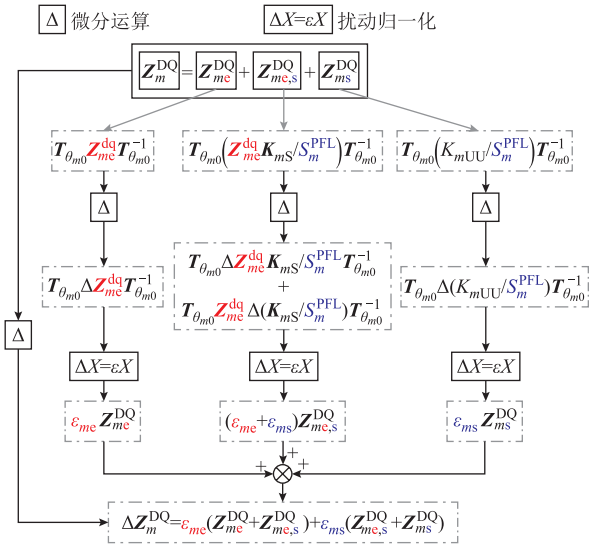 Δ 微分运算 ΔX=εX 扰动归一化
Z_m^DQ = Z_me^DQ + Z_me,s^DQ + Z_ms^DQ
T_θm0 Z_me^dq T_θm0^-1 T_θm0(Z_me^dq K_mS/S_m^PFL)T_θm0^-1 T_θm0(K_mUU/S_m^PFL)T_θm0^-1
Δ Δ Δ
T_θm0 ΔZ_me^dq K_mS/S_m^PFL T_θm0^-1
T_θm0 ΔZ_me^dq T_θm0^-1 + T_θm0 Δ(K_mUU/S_m^PFL)T_θm0^-1
T_θm0 Z_me^dq Δ(K_mS/S_m^PFL)T_θm0^-1
Δ
ΔX=εX ΔX=εX ΔX=εX
ε_me Z_me^DQ (ε_me+ε_ms)Z_me,s^DQ ε_ms Z_ms^DQ
+ + +
ΔZ_m^DQ=ε_me(Z_me^DQ+Z_me,s^DQ)+ε_ms(Z_me,s^DQ+Z_ms^DQ)